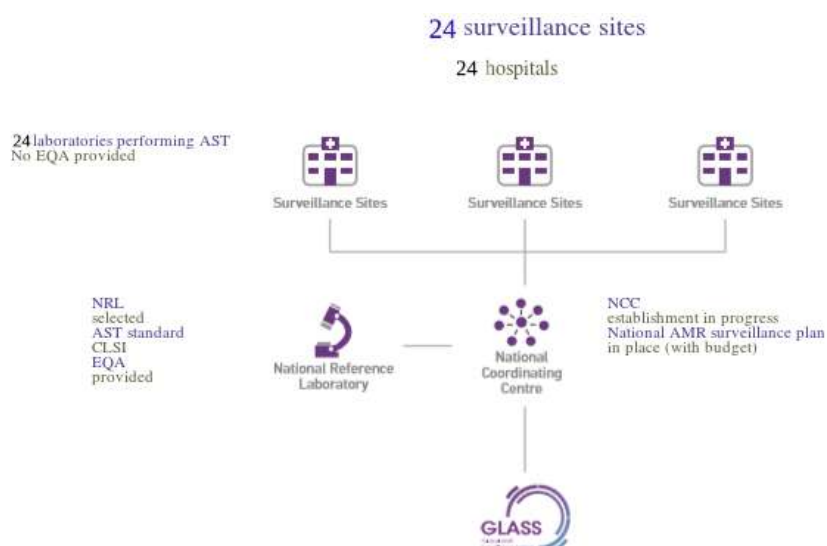 24 surveillance sites
24 hospitals
24 laboratories performing AST
No EQA provided
Surveillance Sites
Surveillance Sites
Surveillance Sites
NRL
selected
AST standard
CLSI
EQA
provided
National Reference
Laboratory
National
Coordinating
Centre
NCC
establishment in progress
National AMR surveillance plan
in place (with budget)
GLASS